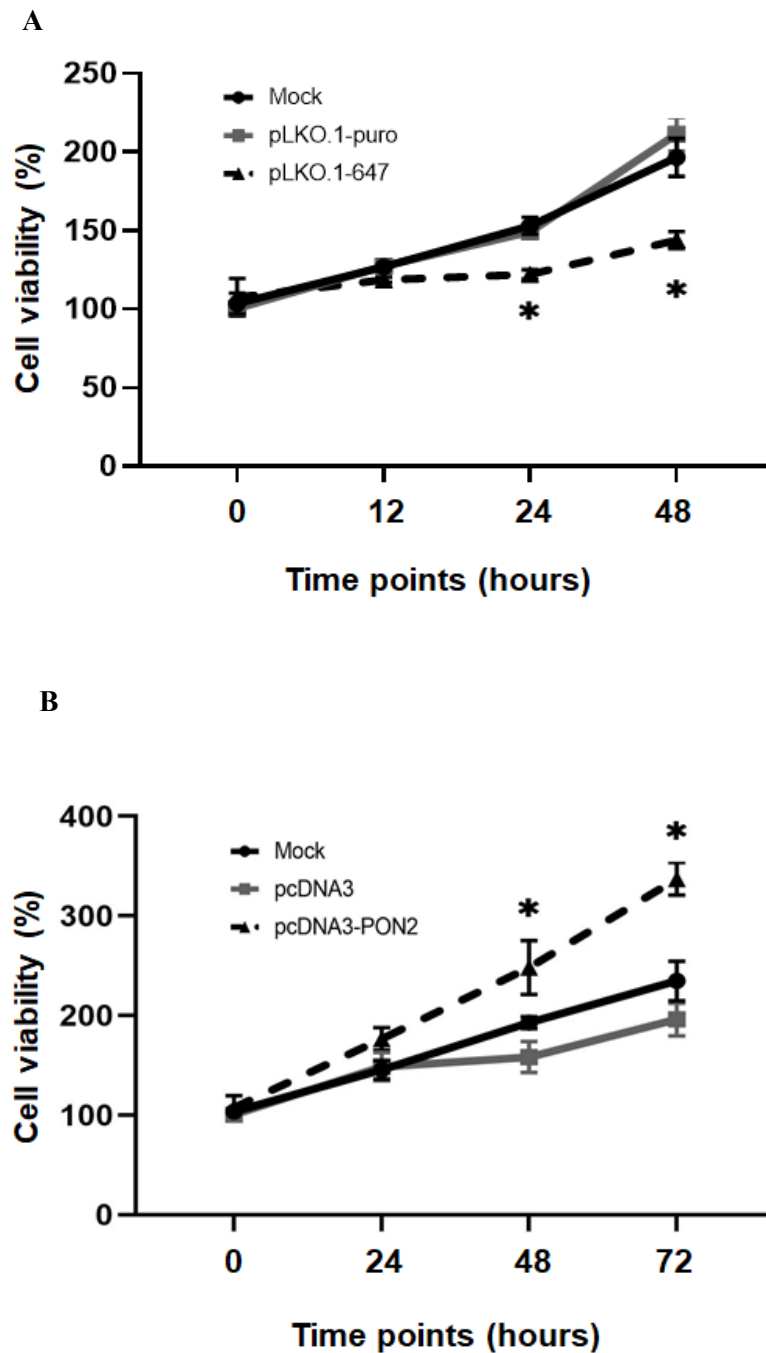 A
250
200
150
100
50
0
Cell viability (%)
Mock
pLKO.1-puro
pLKO.1-647
*
*
0 12 24 48
Time points (hours)
B
400
300
200
100
0
Cell viability (%)
Mock
pcDNA3
pcDNA3-PON2
*
*
0 24 48 72
Time points (hours)